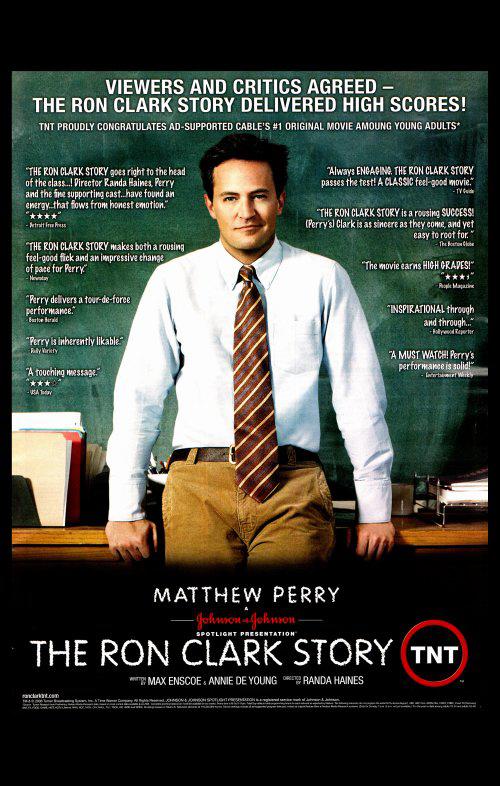 VIEWERS AND CRITICS AGREED –
THE RON CLARK STORY DELIVERED HIGH SCORES!
TNT PROUDLY CONGRATULATES AD-SUPPORTED CABLE'S #1 ORIGINAL MOVIE AMOUNG YOUNG ADULTS*
"THE RON CLARK STORY goes right to the head
of the class...! Director Randa Haines, Perry
and the fine supporting cast...have found an
energy...that flows from honest emotion."
★★★★
- Detroit Free Press
"THE RON CLARK STORY makes both a rousing
feel-good flick and an impressive change
of pace for Perry."
- Newsday
"Perry delivers a tour-de-force
performance."
- Boston Herald
"Perry is inherently likable."
- Daily Variety
"A touching message."
"★★★☆"
- USA Today
"Always ENGAGING. THE RON CLARK STORY
passes the test! A CLASSIC feel-good movie."
- TV Guide
"THE RON CLARK STORY is a rousing SUCCESS!
(Perry's) Clark is as sincere as they come, and yet
easy to root for."
- The Boston Globe
"The movie earns HIGH GRADES!"
- People Magazine
"INSPIRATIONAL through
and through..."
- Hollywood Reporter
"A MUST WATCH! Perry's
performance is solid!"
- Entertainment Weekly
MATTHEW PERRY
&
Johnson & Johnson
SPOTLIGHT PRESENTATION
THE RON CLARK STORY
TNT
WRITTEN BY MAX ENSCOE & ANNIE DE YOUNG DIRECTED BY RANDA HAINES
ronclarktnt.com